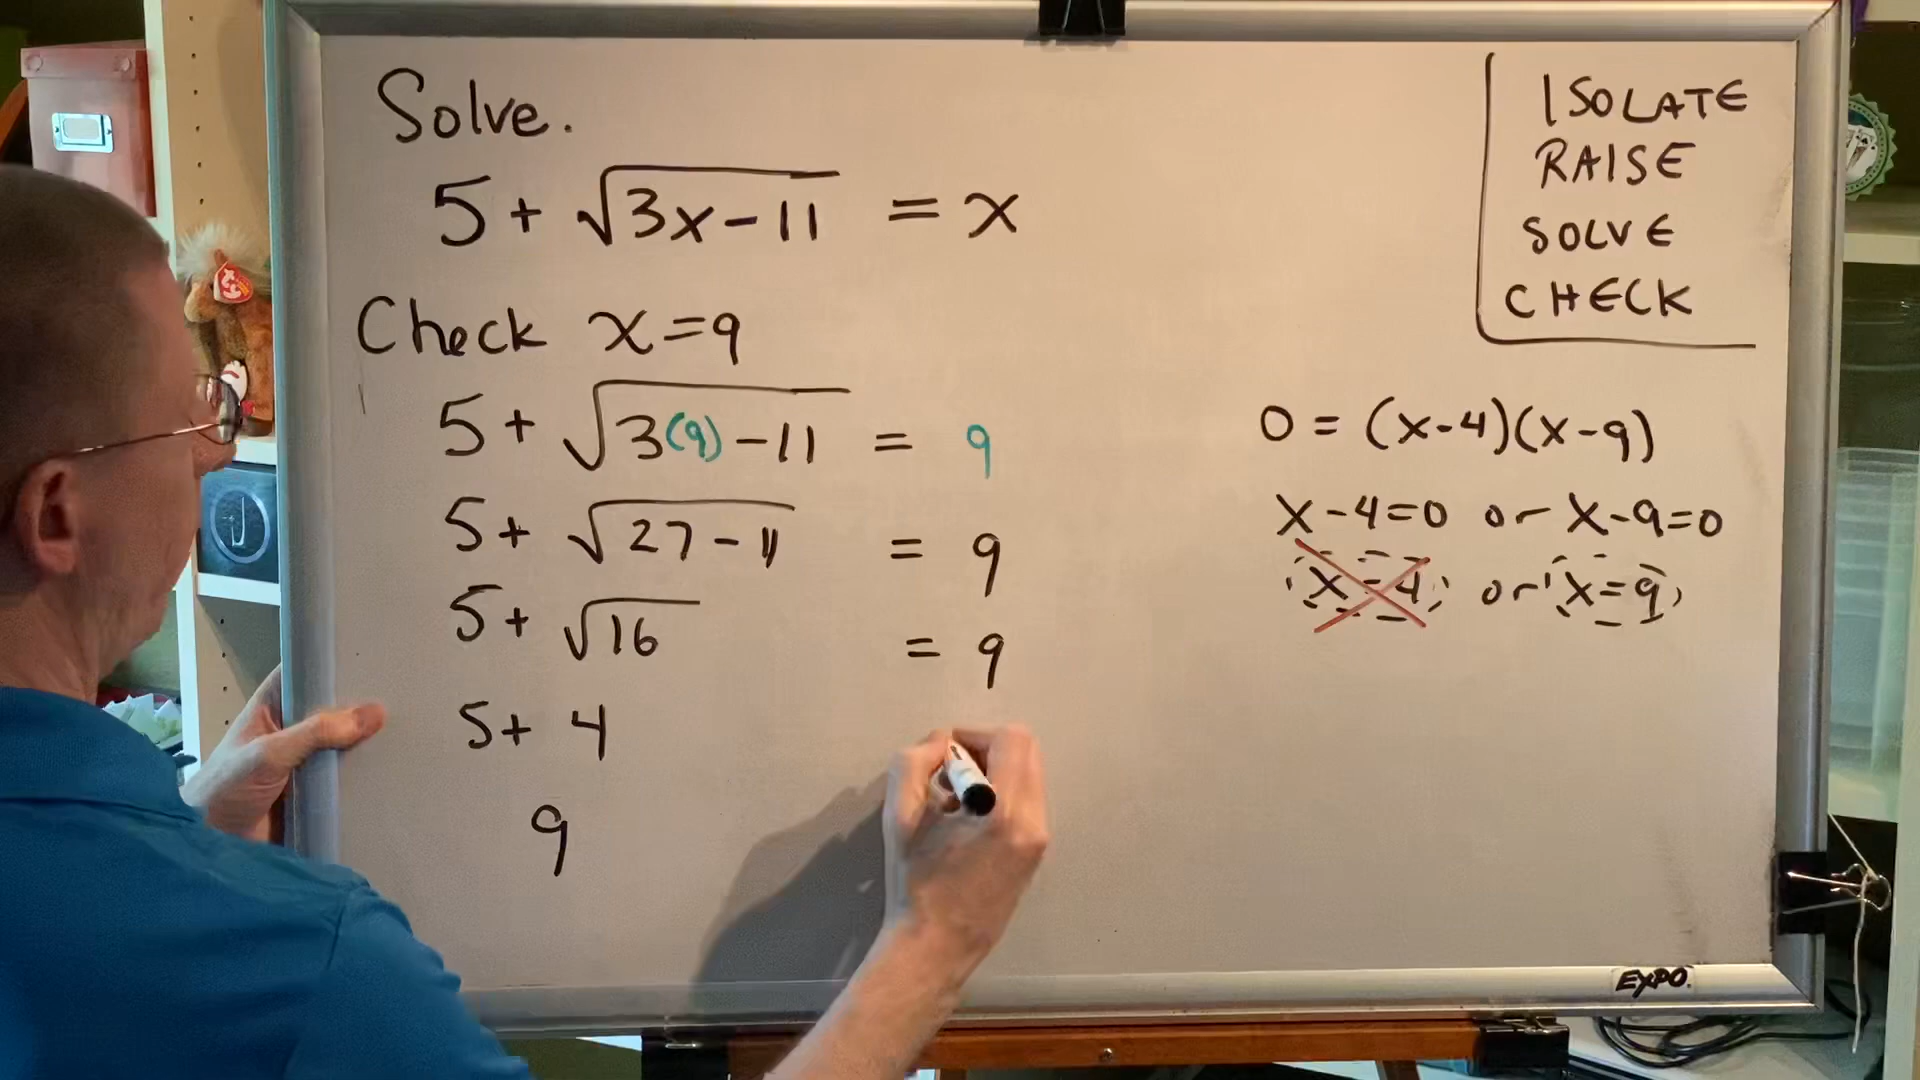 Solve.
5 + √3x-11 = x
Check x=9
5 + √3(9)-11 = 9
5 + √27-11 = 9
5 + √16 = 9
5 + 4
9
ISOLATE
RAISE
SOLVE
CHECK
0 = (x-4)(x-9)
x-4=0 or x-9=0
x=4 or x=9
EXPO.